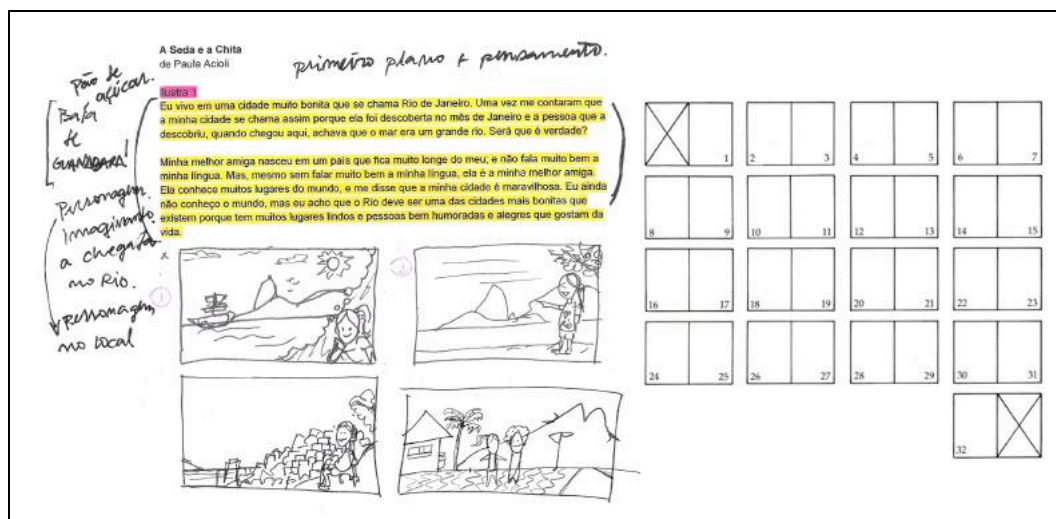 A Seda e a Chita
de Paula Acioli
primeiro plano + pensamento.
Pão de
açúcar.
Baía
de
GUANABARA!
Personagem
Imaginando
a chegada
no Rio.
Personagem
no local
Ilustra 1
Eu vivo em uma cidade muito bonita que se chama Rio de Janeiro. Uma vez me contaram que
a minha cidade se chama assim porque ela foi descoberta no mês de Janeiro e a pessoa que a
descobriu, quando chegou aqui, achava que o mar era um grande rio. Será que é verdade?
Minha melhor amiga nasceu em um país que fica muito longe do meu; e não fala muito bem a
minha língua. Mas, mesmo sem falar muito bem a minha língua, ela é a minha melhor amiga.
Ela conhece muitos lugares do mundo, e me disse que a minha cidade é maravilhosa. Eu ainda
não conheço o mundo, mas eu acho que o Rio deve ser uma das cidades mais bonitas que
existem porque tem muitos lugares lindos e pessoas bem humoradas e alegres que gostam da
vida.
1
2
1
2 3
4 5
6 7
8 9
10 11
12 13
14 15
16 17
18 19
20 21
22 23
24 25
26 27
28 29
30 31
32